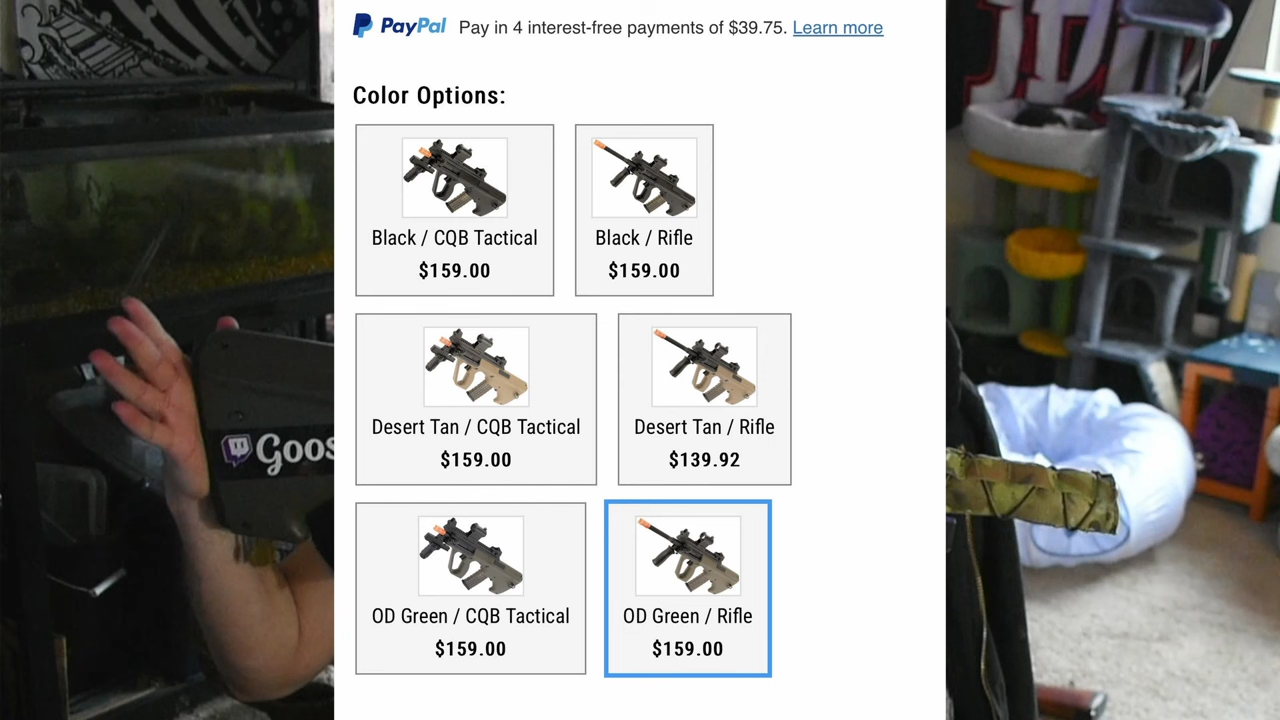 PayPal Pay in 4 interest-free payments of $39.75. Learn more
Color Options:
Black / CQB Tactical
$159.00
Black / Rifle
$159.00
Desert Tan / CQB Tactical
$159.00
Desert Tan / Rifle
$139.92
OD Green / CQB Tactical
$159.00
OD Green / Rifle
$159.00
Goos